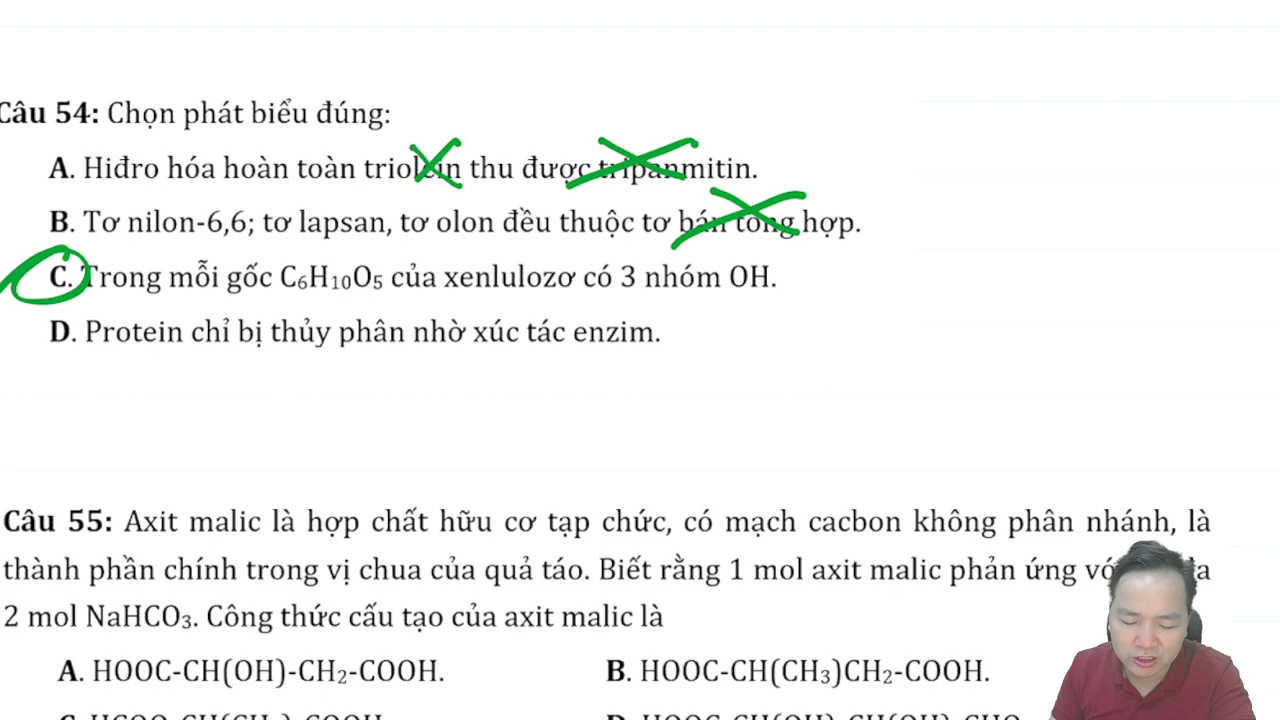 Câu 54: Chọn phát biểu đúng:
A. Hiđro hóa hoàn toàn triolein thu được tripanmitin.
B. Tơ nilon-6,6; tơ lapsan, tơ olon đều thuộc tơ bán tổng hợp.
C. Trong mỗi gốc C₆H₁₀O₅ của xenlulozơ có 3 nhóm OH.
D. Protein chỉ bị thủy phân nhờ xúc tác enzim.
Câu 55: Axit malic là hợp chất hữu cơ tạp chức, có mạch cacbon không phân nhánh, là
thành phần chính trong vị chua của quả táo. Biết rằng 1 mol axit malic phản ứng
2 mol NaHCO₃. Công thức cấu tạo của axit malic là
A. HOOC-CH(OH)-CH₂-COOH. B. HOOC-CH(CH₃)CH₂-COOH.